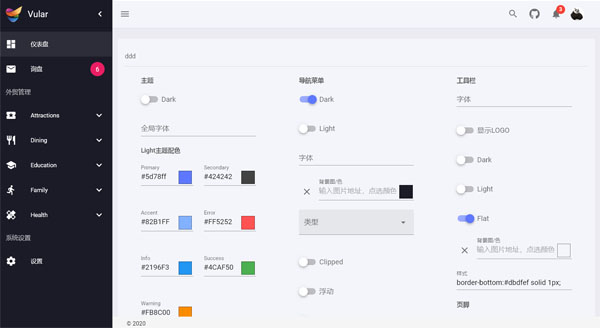 Vular
3
仪表盘
询盘
6
外贸管理
Attractions
Dining
Education
Family
Health
系统设置
设置
ddd
主题
Dark
全局字体
Light主题配色
Primary
Secondary
#5d78ff
#424242
Accent
Error
#82B1FF
#FF5252
Info
Success
#2196F3
#4CAF50
Warning
#FB8C00
导航菜单
Dark
Light
字体
背景图/色
输入图片地址，点选颜色
类型
Clipped
浮动
工具栏
字体
显示LOGO
Dark
Light
Flat
背景图/色
输入图片地址，点选颜色
样式
border-bottom:#dbdfef solid 1px;
页脚
© 2020